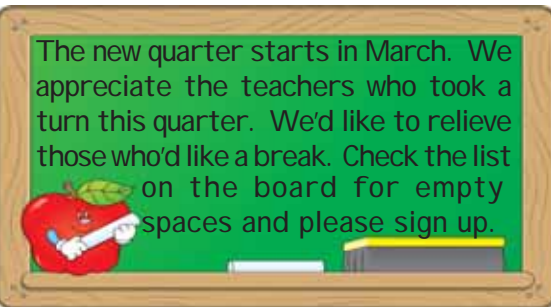 The new quarter starts in March. We
appreciate the teachers who took a
turn this quarter. We'd like to relieve
those who'd like a break. Check the list
on the board for empty
spaces and please sign up.